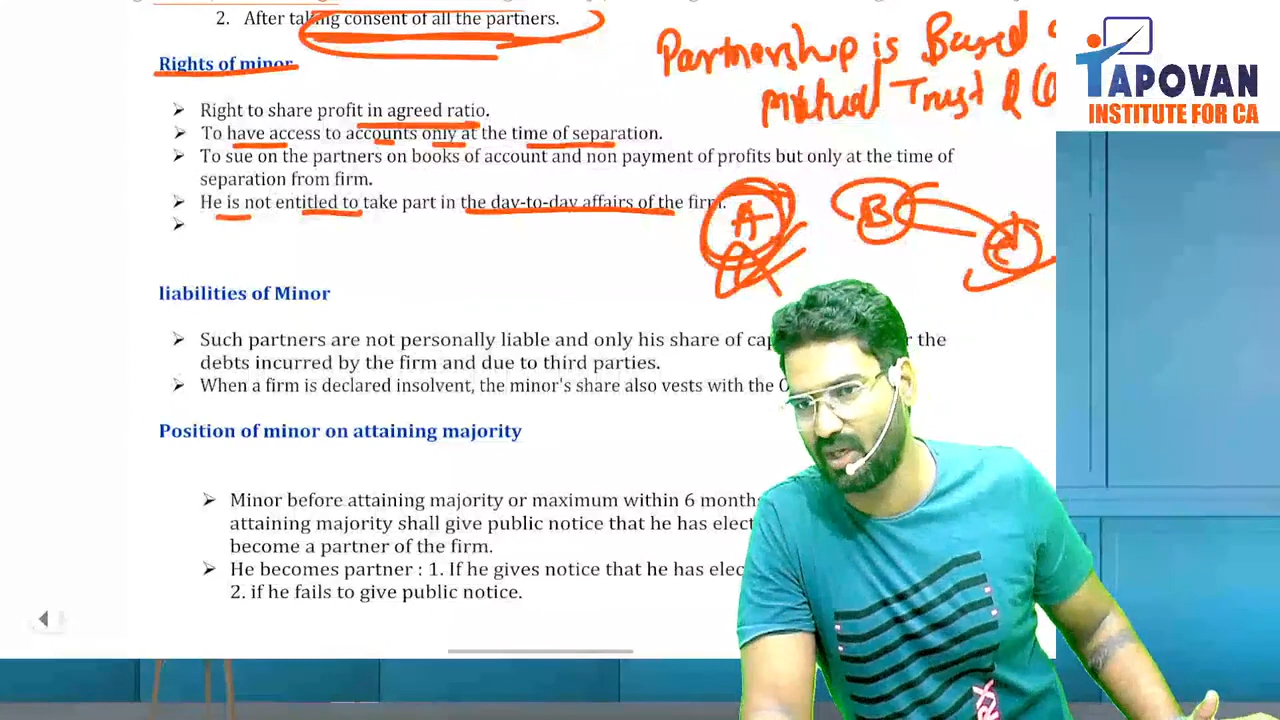 2. After taking consent of all the partners.
Partnership is Based
Mutual Trust &
TAPOVAN
INSTITUTE FOR CA
Rights of minor
➢ Right to share profit in agreed ratio.
➢ To have access to accounts only at the time of separation.
➢ To sue on the partners on books of account and non payment of profits but only at the time of
separation from firm.
➢ He is not entitled to take part in the day-to-day affairs of the firm.
➢
A B
liabilities of Minor
➢ Such partners are not personally liable and only his share of the
debts incurred by the firm and due to third parties.
➢ When a firm is declared insolvent, the minor's share also vests with the
Position of minor on attaining majority
➢ Minor before attaining majority or maximum within 6 months
attaining majority shall give public notice that he has
become a partner of the firm.
➢ He becomes partner : 1. If he gives notice that he has
2. if he fails to give public notice.